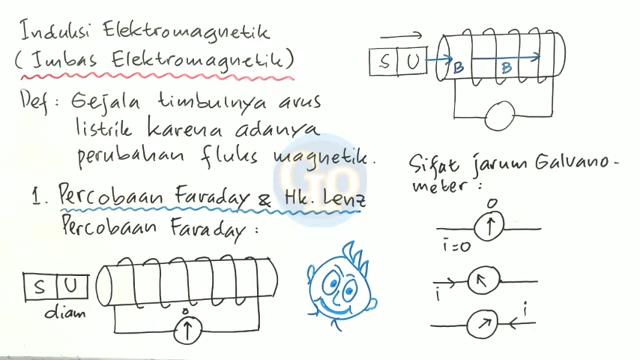 Induksi Elektromagnetik
(Imbas Elektromagnetik)
Def: Gejala timbulnya arus
listrik karena adanya
perubahan fluks magnetik.
1. Percobaan Faraday & Hk. Lenz
Percobaan Faraday:
S U
diam
0
S U
B B
Sifat jarum Galvano-
meter:
0
i=0
i
i
GTO